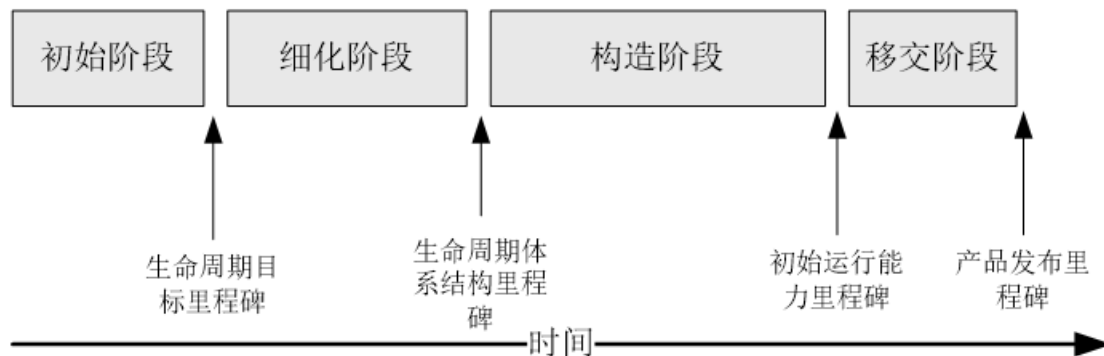 初始阶段
细化阶段
构造阶段
移交阶段
生命周期目
标里程碑
生命周期体
系结构里程
碑
初始运行能
力里程碑
产品发布里
程碑
时间